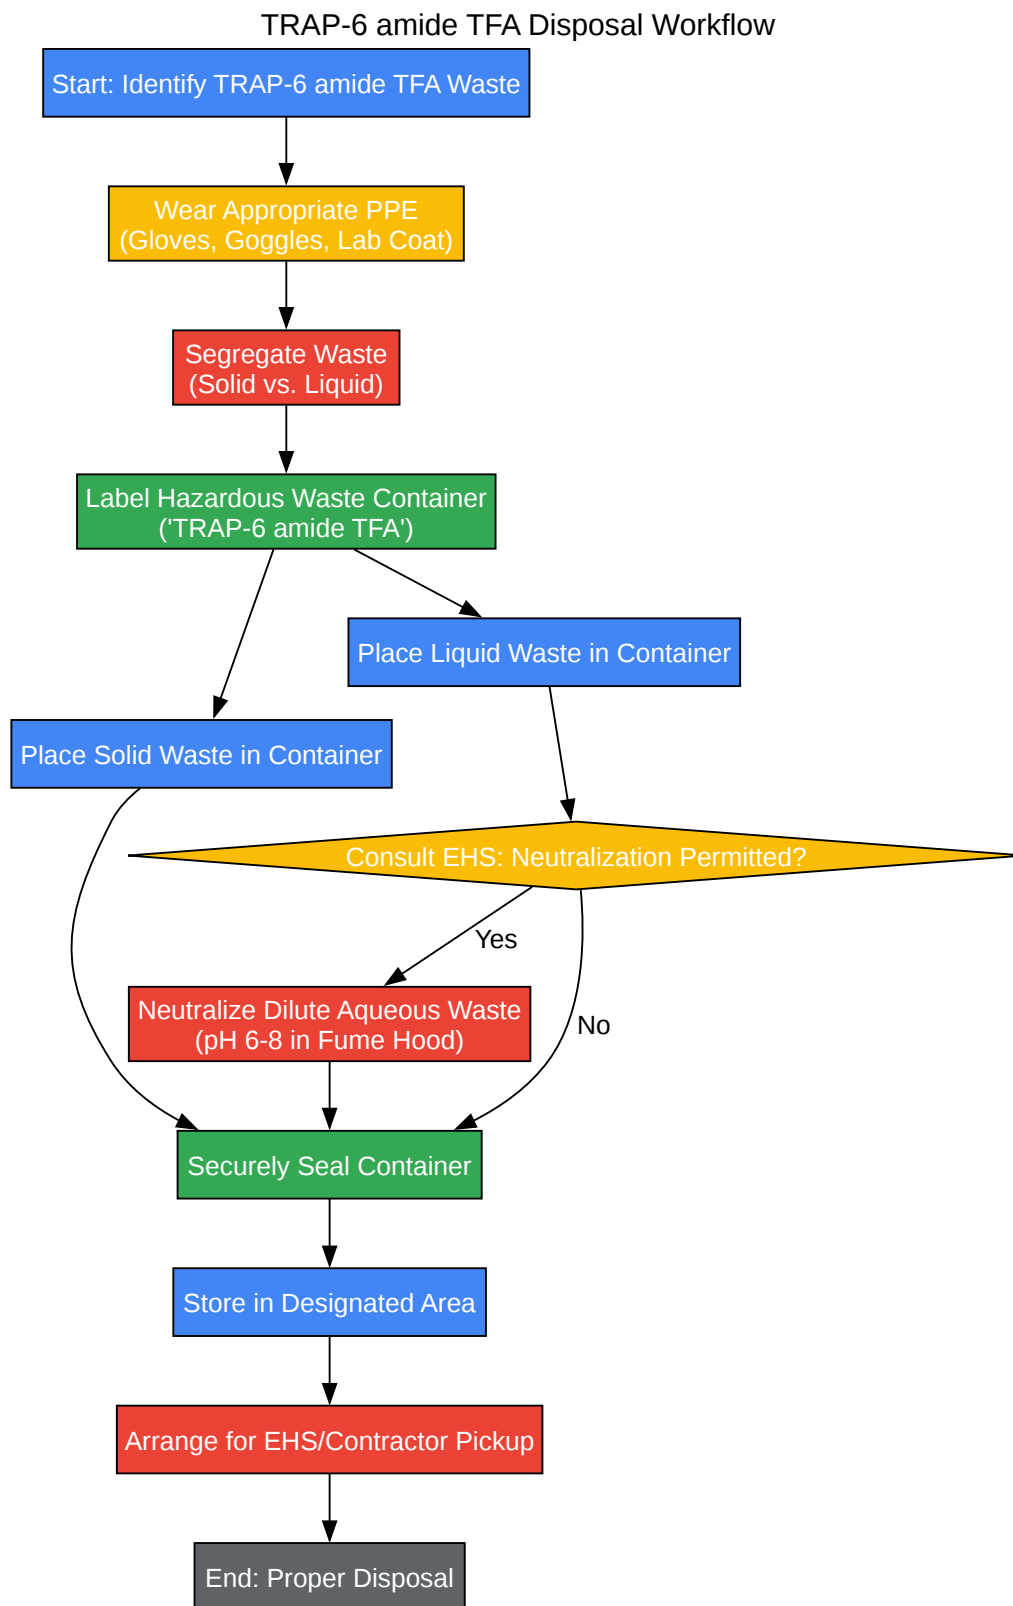 TRAP-6 amide TFA Disposal Workflow
Start: Identify TRAP-6 amide TFA Waste
Wear Appropriate PPE
(Gloves, Goggles, Lab Coat)
Segregate Waste
(Solid vs. Liquid)
Label Hazardous Waste Container
('TRAP-6 amide TFA')
Place Liquid Waste in Container
Place Solid Waste in Container
Consult EHS: Neutralization Permitted?
Yes
Neutralize Dilute Aqueous Waste
(pH 6-8 in Fume Hood)
No
Securely Seal Container
Store in Designated Area
Arrange for EHS/Contractor Pickup
End: Proper Disposal